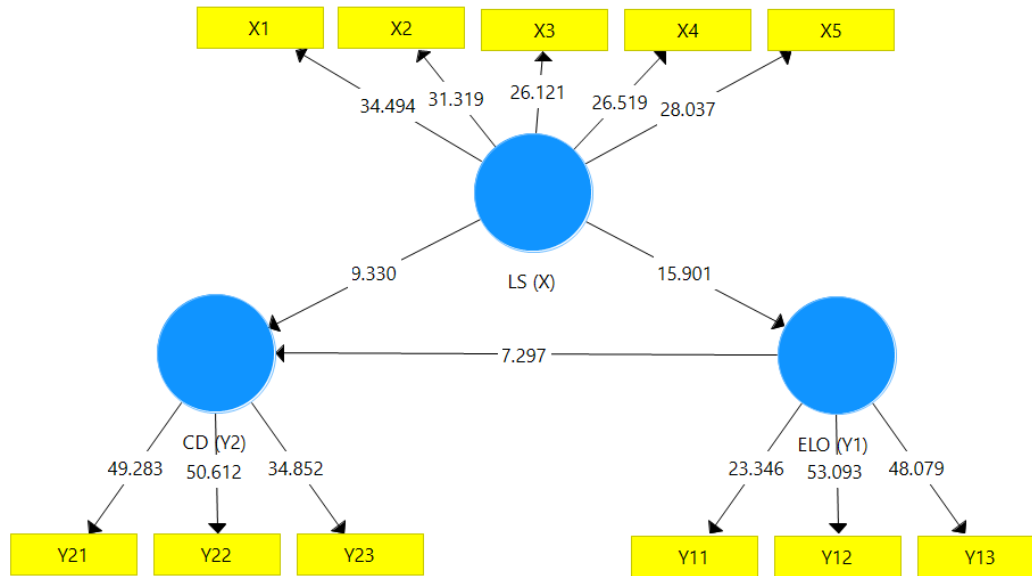 X1
X2
X3
X4
X5
34.494
31.319
26.121
26.519
28.037
9.330
LS (X)
15.901
7.297
CD (Y2)
ELO (Y1)
49.283
50.612
34.852
23.346
53.093
48.079
Y21
Y22
Y23
Y11
Y12
Y13